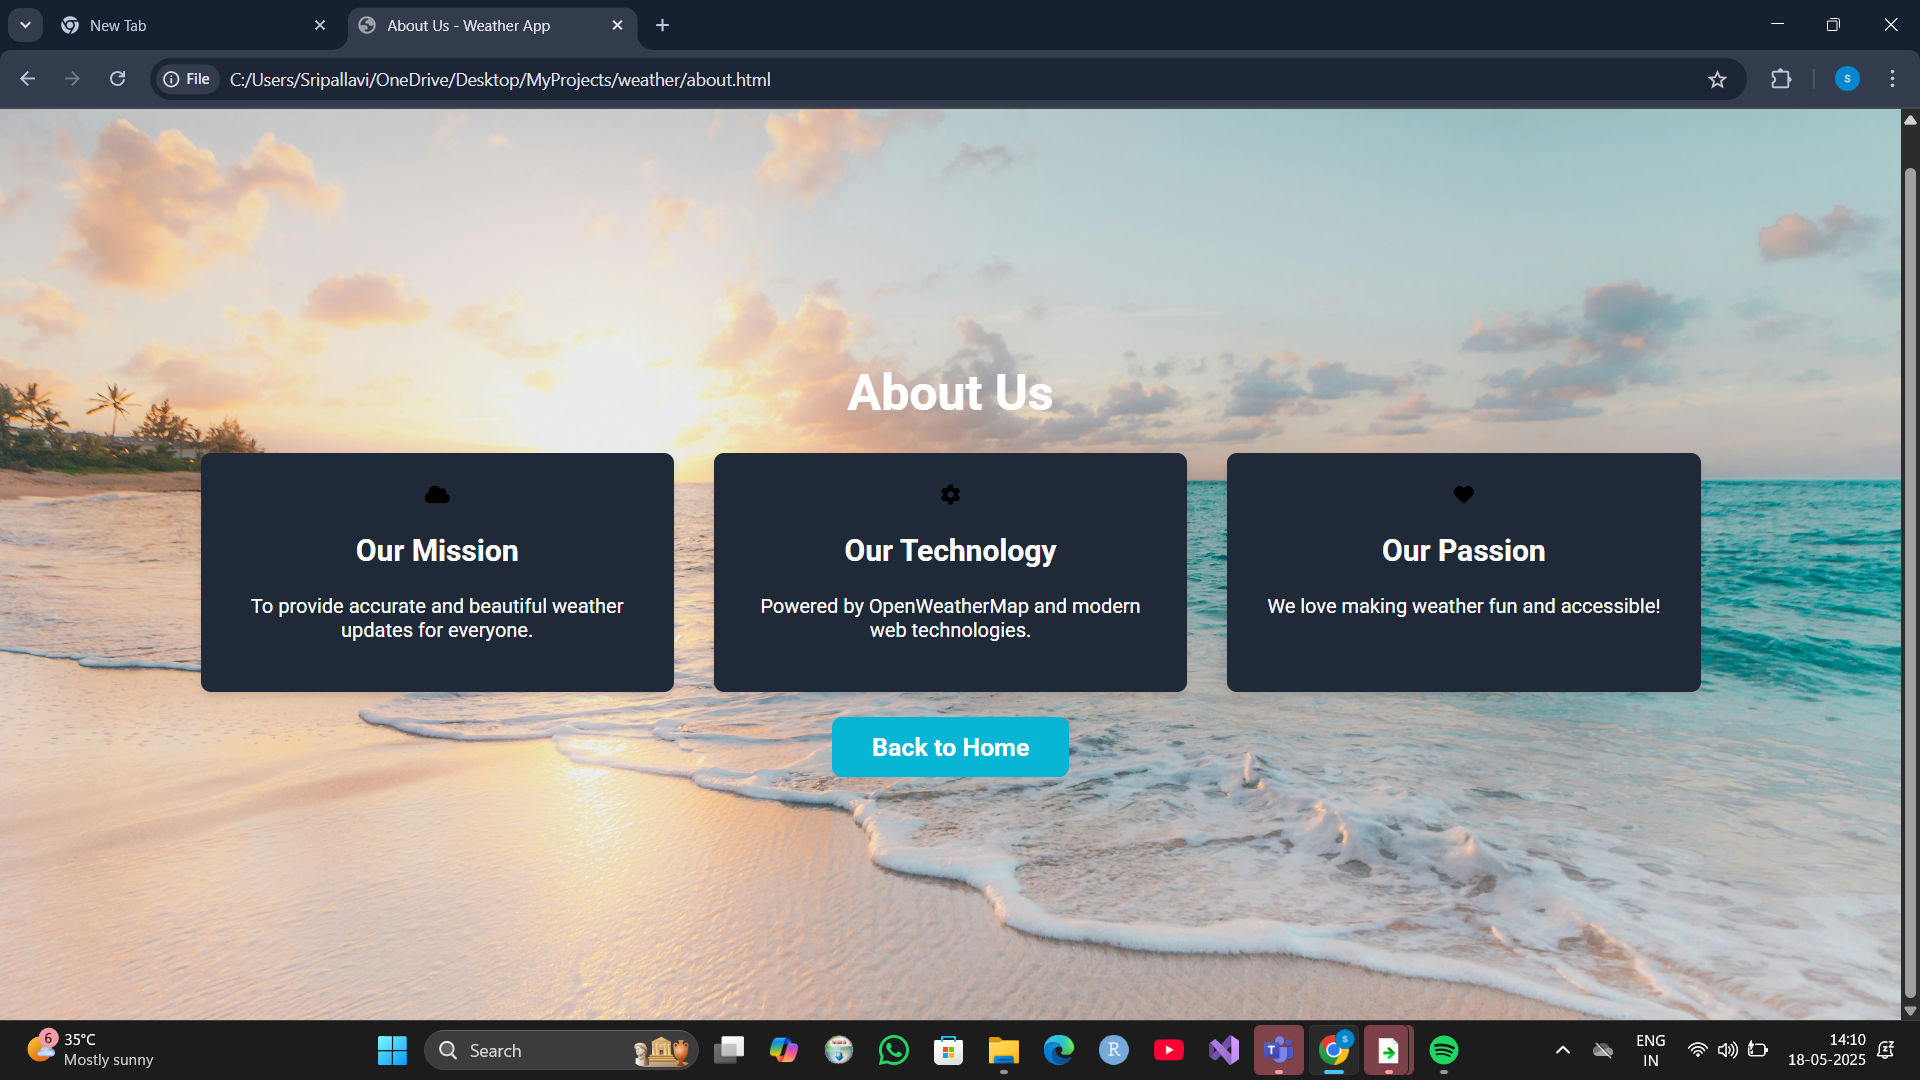 New Tab
About Us - Weather App
File
C:/Users/Sripallavi/OneDrive/Desktop/MyProjects/weather/about.html
S
About Us
Our Mission
To provide accurate and beautiful weather
updates for everyone.
Our Technology
Powered by OpenWeatherMap and modern
web technologies.
Our Passion
We love making weather fun and accessible!
Back to Home
6
35°C
Mostly sunny
Search
R
T
S
ENG
IN
14:10
18-05-2025